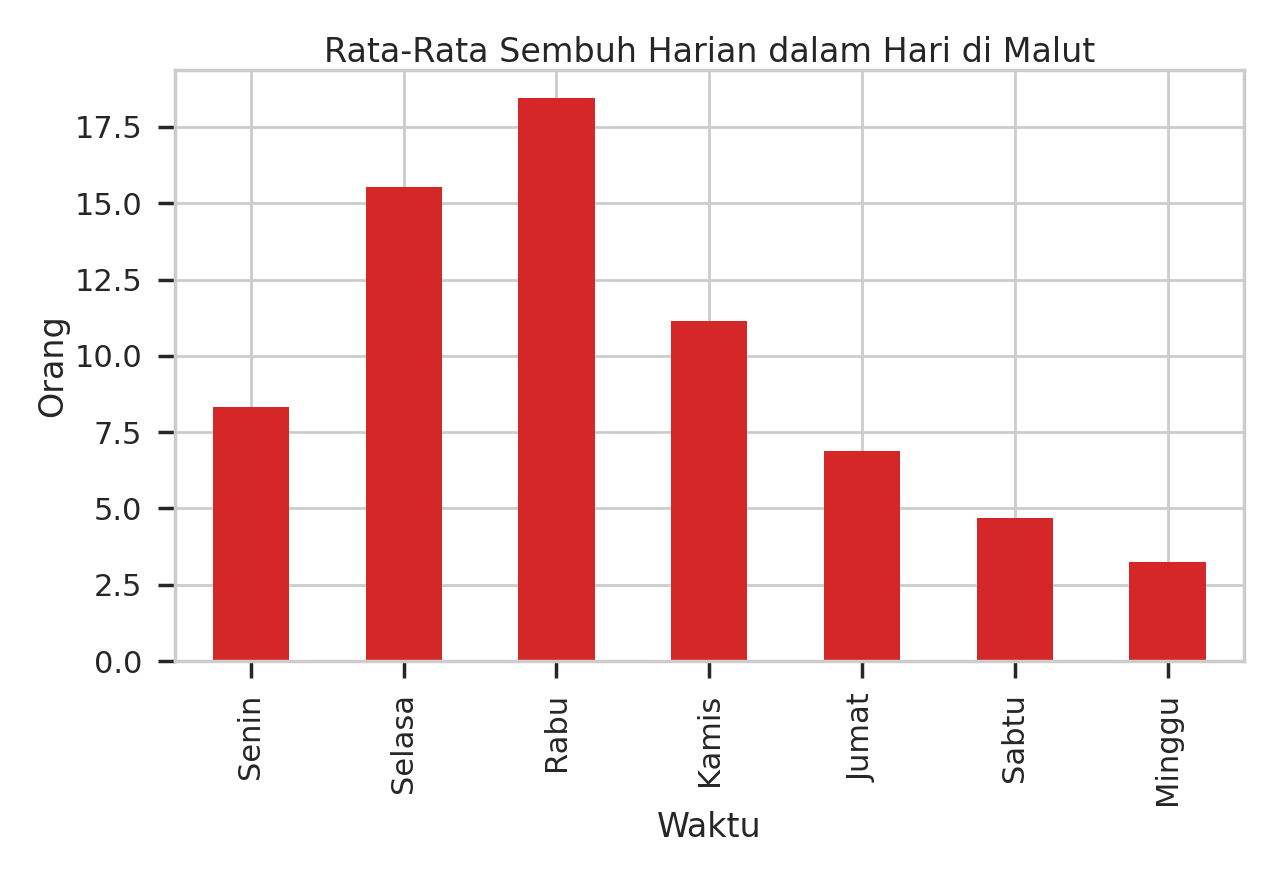 Rata-Rata Sembuh Harian dalam Hari di Malut
Orang
17.5
15.0
12.5
10.0
7.5
5.0
2.5
0.0
Senin
Selasa
Rabu
Kamis
Jumat
Sabtu
Minggu
Waktu